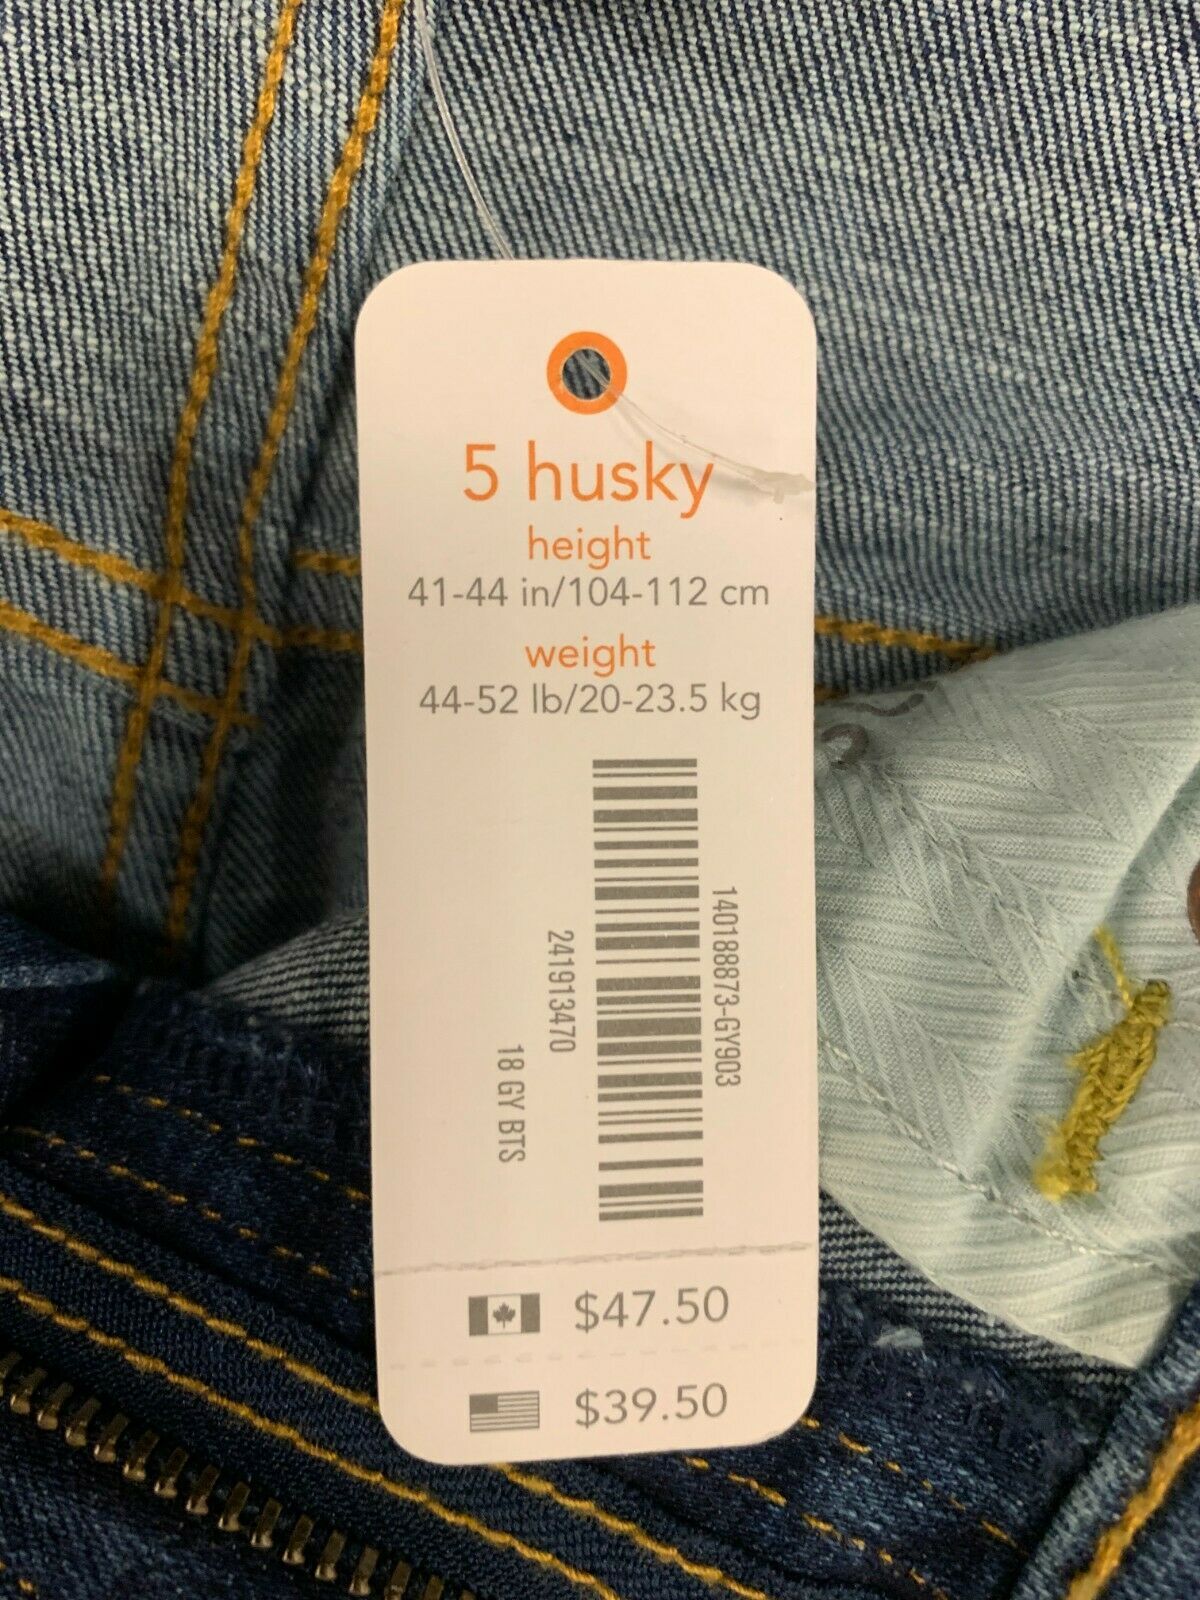 5 husky
height
41-44 in/104-112 cm
weight
44-52 lb/20-23.5 kg
140188873-GY903
241913470
18 GY BTS
$47.50
$39.50